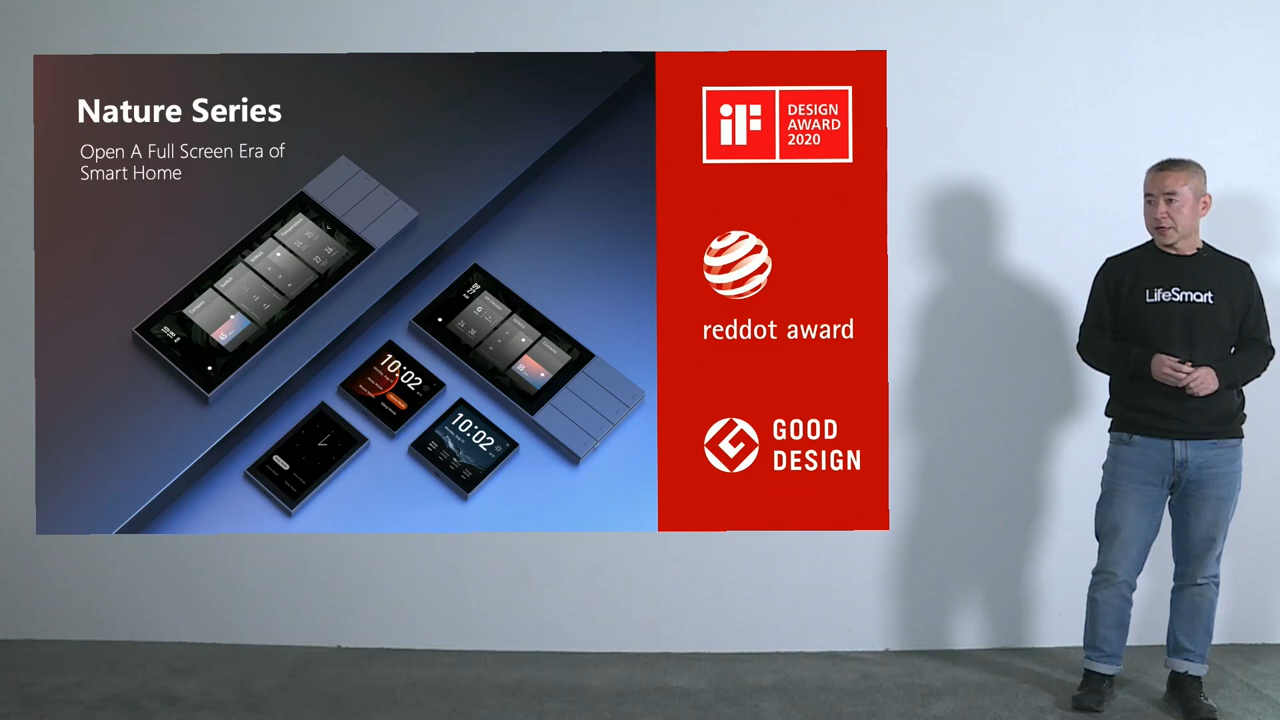 Nature Series
Open A Full Screen Era of
Smart Home
10:02
10:02
iF
DESIGN
AWARD
2020
reddot award
GOOD
DESIGN
LifeSmart